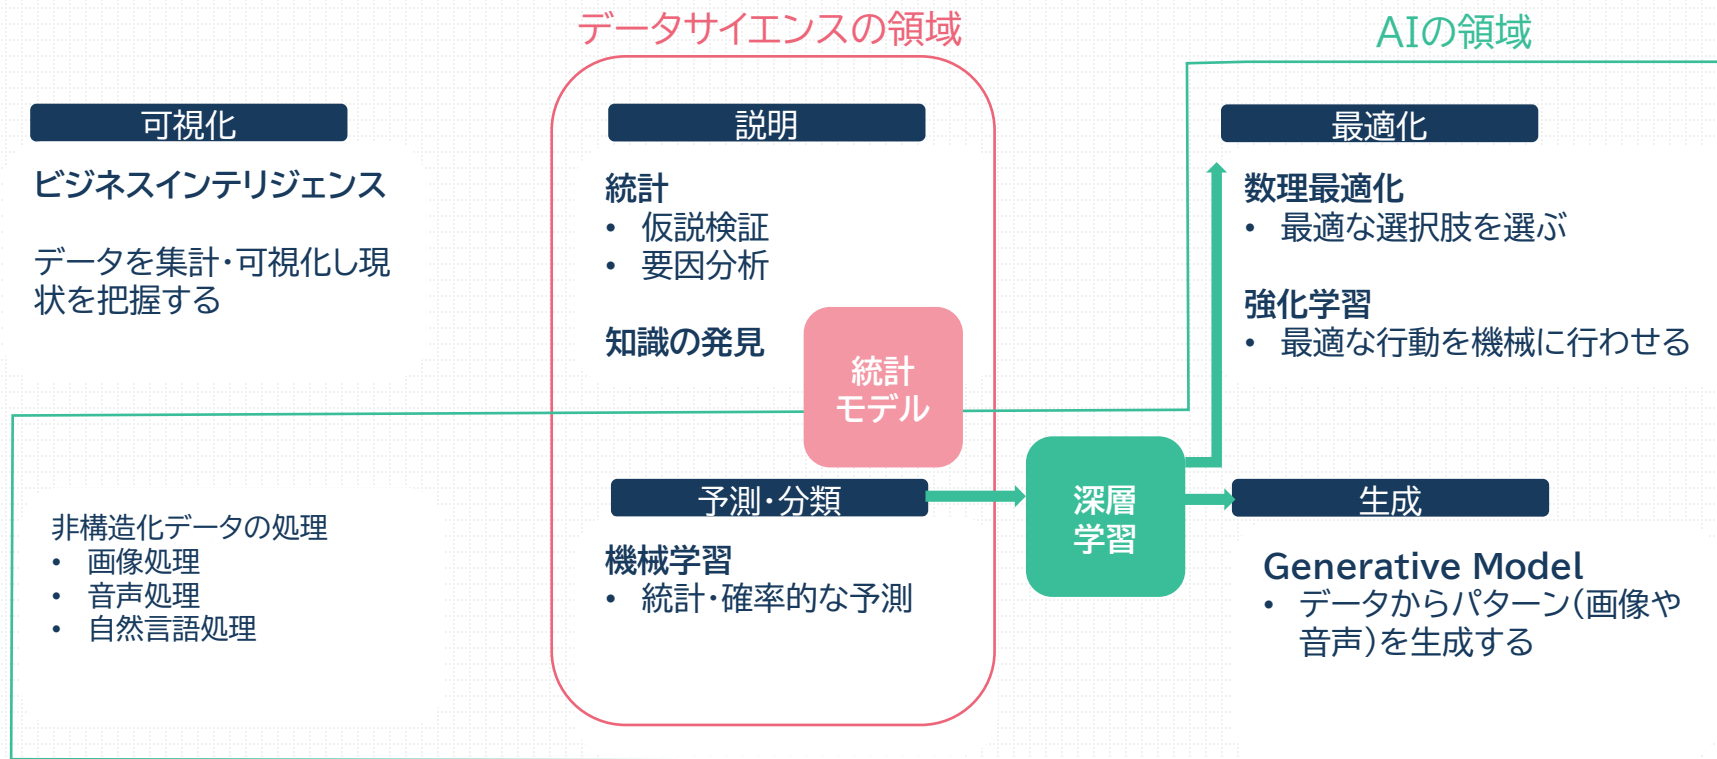 データサイエンスの領域
AIの領域
可視化
ビジネスインテリジェンス
データを集計・可視化し現
状を把握する
説明
統計
• 仮説検証
• 要因分析
知識の発見
統計
モデル
最適化
数理最適化
• 最適な選択肢を選ぶ
強化学習
• 最適な行動を機械に行わせる
非構造化データの処理
• 画像処理
• 音声処理
• 自然言語処理
予測・分類
機械学習
• 統計・確率的な予測
深層
学習
生成
Generative Model
• データからパターン(画像や
音声)を生成する